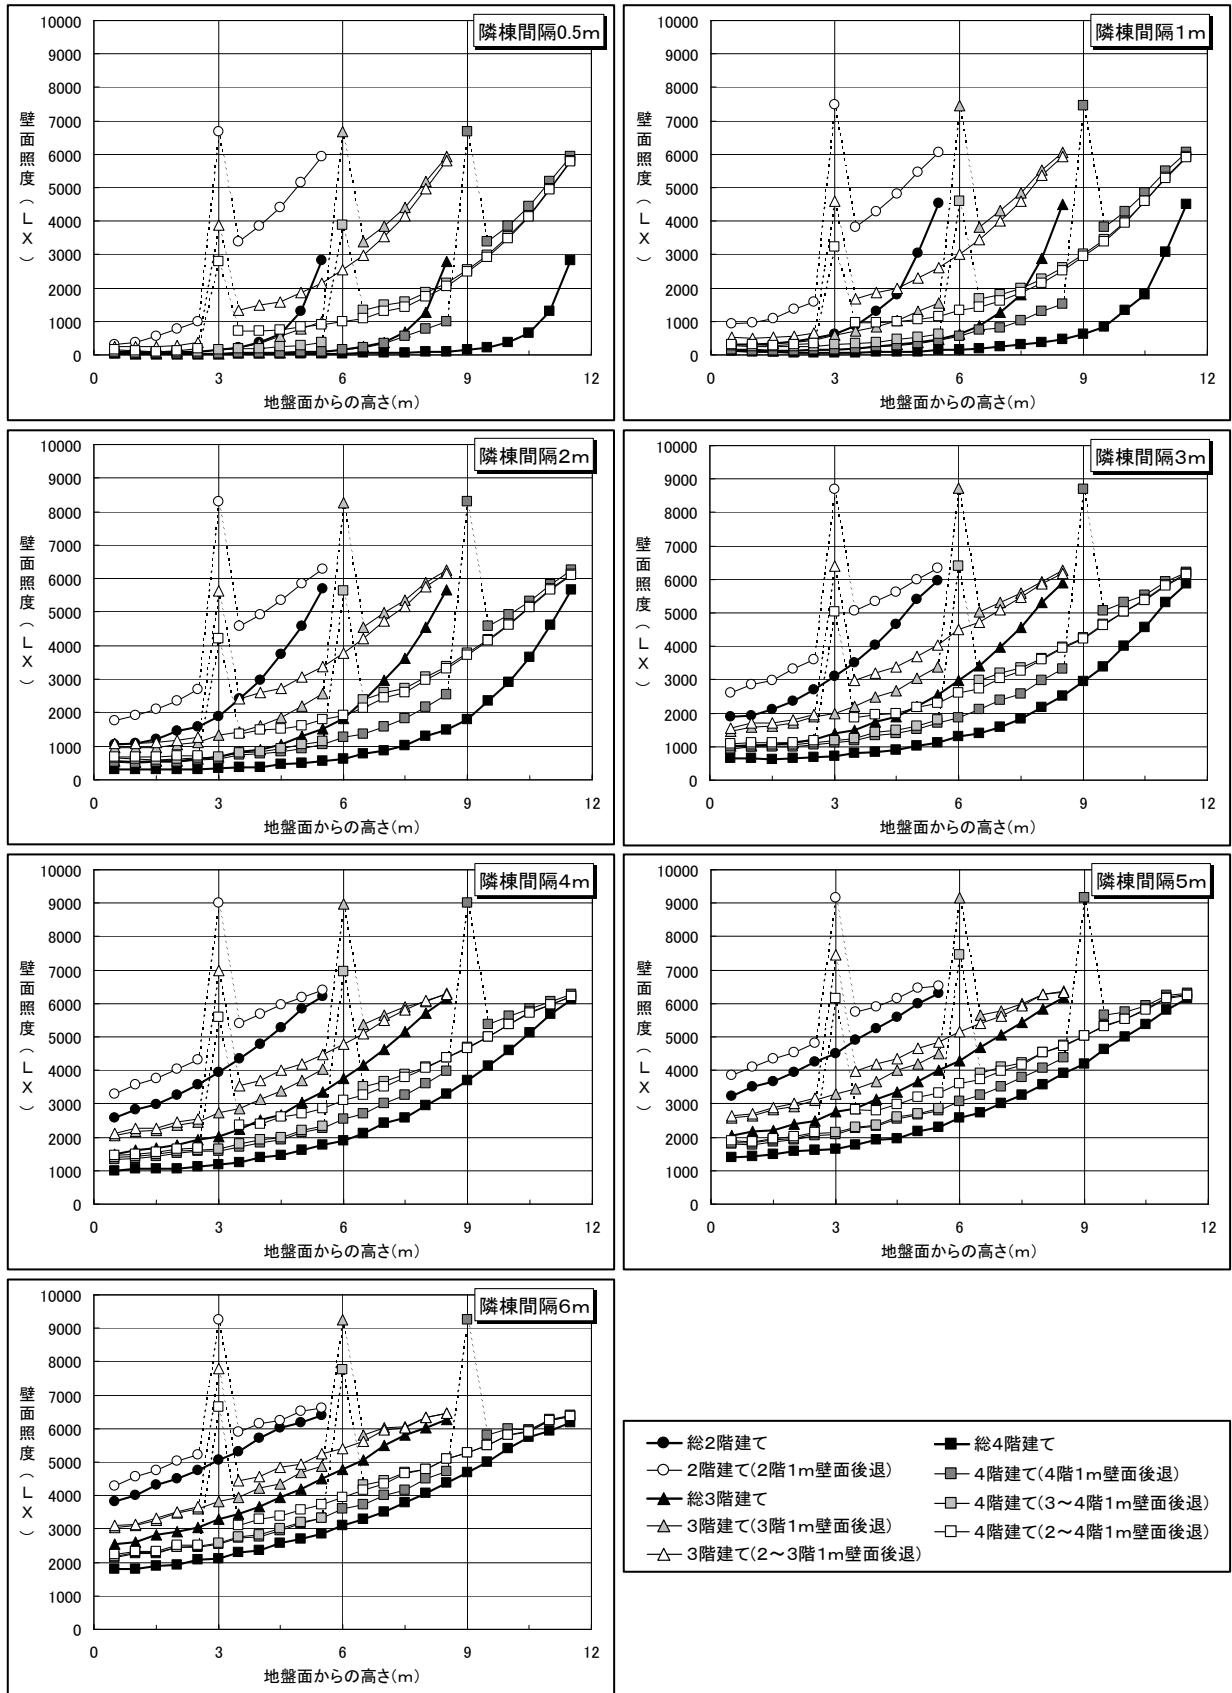 隣棟間隔0.5m
10000
9000
8000
7000
6000
5000
4000
3000
2000
1000
0
壁面照度(LX)
0 3 6 9 12
地盤面からの高さ(m)
隣棟間隔1m
10000
9000
8000
7000
6000
5000
4000
3000
2000
1000
0
壁面照度(LX)
0 3 6 9 12
地盤面からの高さ(m)
隣棟間隔2m
10000
9000
8000
7000
6000
5000
4000
3000
2000
1000
0
壁面照度(LX)
0 3 6 9 12
地盤面からの高さ(m)
隣棟間隔3m
10000
9000
8000
7000
6000
5000
4000
3000
2000
1000
0
壁面照度(LX)
0 3 6 9 12
地盤面からの高さ(m)
隣棟間隔4m
10000
9000
8000
7000
6000
5000
4000
3000
2000
1000
0
壁面照度(LX)
0 3 6 9 12
地盤面からの高さ(m)
隣棟間隔5m
10000
9000
8000
7000
6000
5000
4000
3000
2000
1000
0
壁面照度(LX)
0 3 6 9 12
地盤面からの高さ(m)
隣棟間隔6m
10000
9000
8000
7000
6000
5000
4000
3000
2000
1000
0
壁面照度(LX)
0 3 6 9 12
地盤面からの高さ(m)
総2階建て
2階建て(2階1m壁面後退)
総3階建て
3階建て(3階1m壁面後退)
3階建て(2～3階1m壁面後退)
総4階建て
4階建て(4階1m壁面後退)
4階建て(3～4階1m壁面後退)
4階建て(2～4階1m壁面後退)